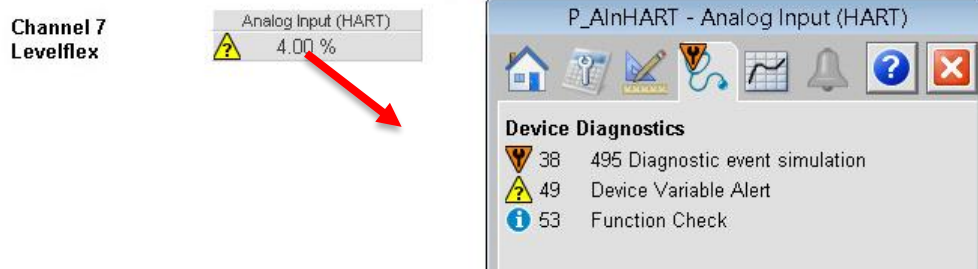 Channel 7
Levelflex
Analog Input (HART)
4.00 %
P_AInHART - Analog Input (HART)
Device Diagnostics
38 495 Diagnostic event simulation
49 Device Variable Alert
53 Function Check